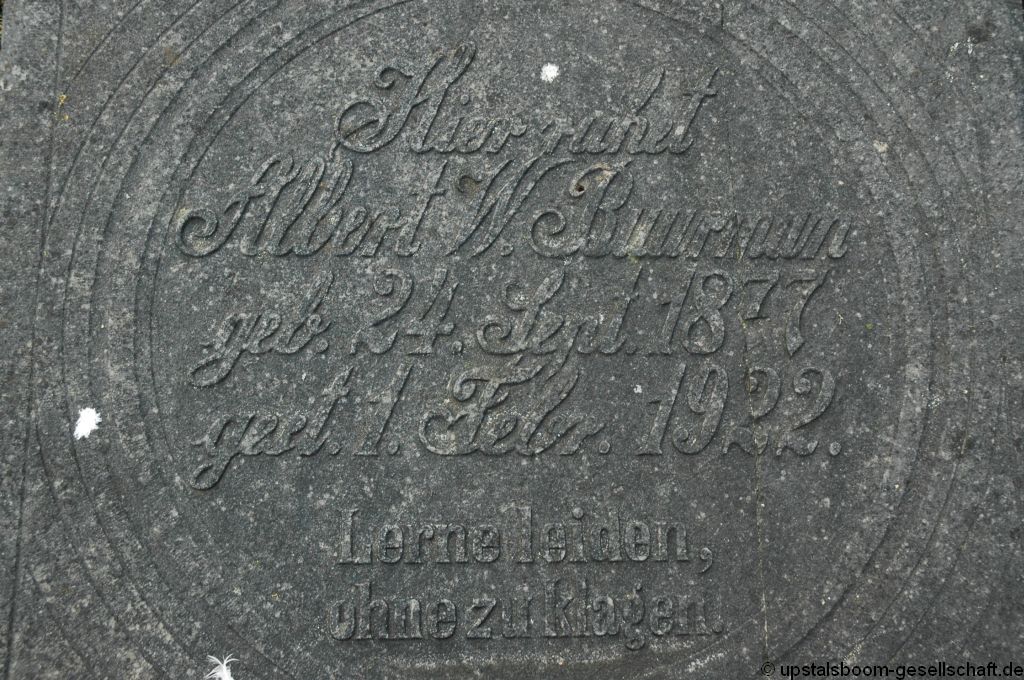 Hier ruhet
Albert W. Buurman
geb. 24. Sept. 1877
gest. 1. Febr. 1922.
Lerne leiden,
ohne zu klagen.
© upstalsboom-gesellschaft.de